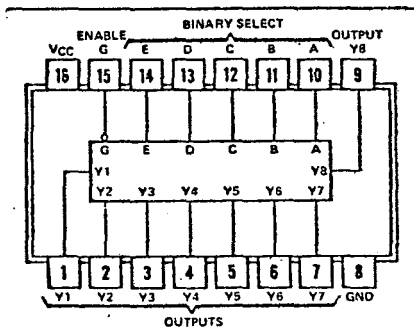 BINARY SELECT
ENABLE OUTPUT
VCC G E D C B A Y8
16 15 14 13 12 11 10 9
G E D C B A
Y1 Y8
Y2 Y3 Y4 Y5 Y6 Y7
1 2 3 4 5 6 7 8
Y1 Y2 Y3 Y4 Y5 Y6 Y7 GND
OUTPUTS